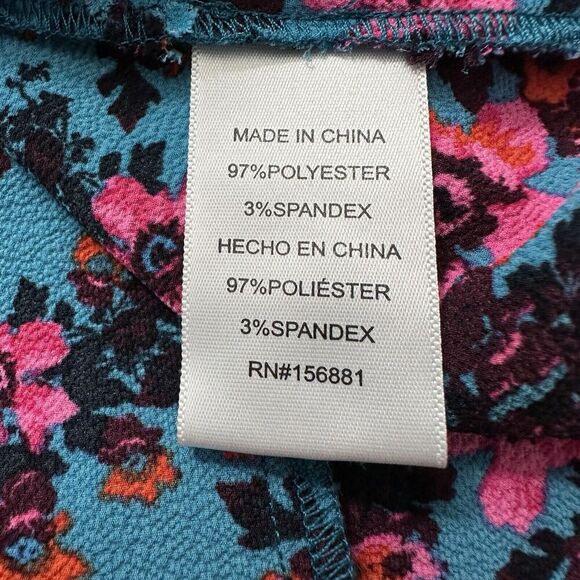 MADE IN CHINA
97%POLYESTER
3%SPANDEX
HECHO EN CHINA
97%POLIÉSTER
3%SPANDEX
RN#156881